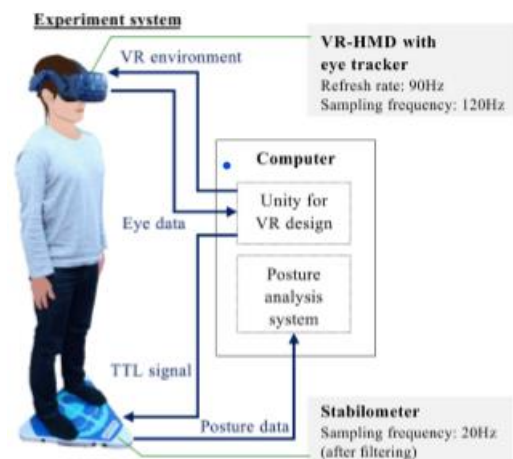 Experiment system
VR environment
VR-HMD with
eye tracker
Refresh rate: 90Hz
Sampling frequency: 120Hz
Computer
Unity for
VR design
Eye data
Posture
analysis
system
TTL signal
Posture data
Stabilometer
Sampling frequency: 20Hz
(after filtering)